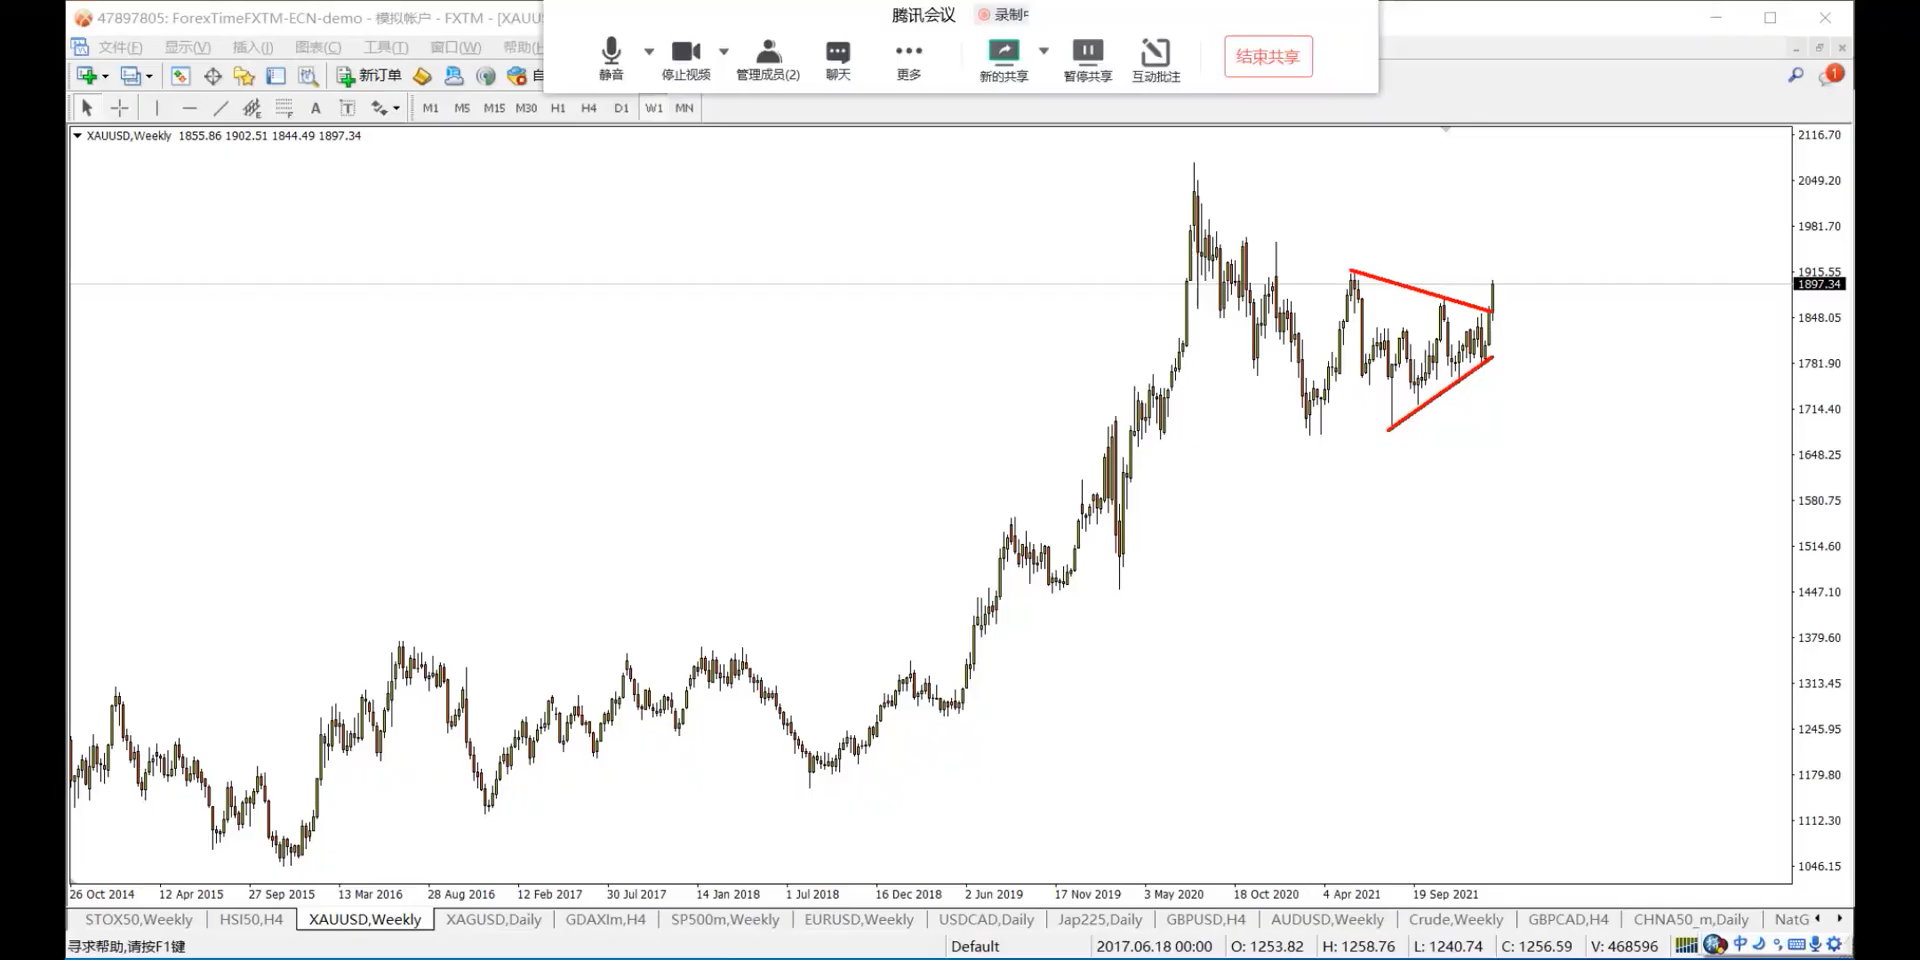 47897805: ForexTimeFXTM-ECN-demo - 模拟帐户 - FXTM - [XAUUS
腾讯会议
录制中
文件(F) 显示(V) 插入(I) 图表(C) 工具(T) 窗口(W) 帮助(H
静音 停止视频 管理成员(2) 聊天 更多 新的共享 暂停共享 互动批注 结束共享
新订单
1
A T M1 M5 M15 M30 H1 H4 D1 W1 MN
XAUUSD,Weekly 1855.86 1902.51 1844.49 1897.34
2116.70
2049.20
1981.70
1915.55
1897.34
1848.05
1781.90
1714.40
1648.25
1580.75
1514.60
1447.10
1379.60
1313.45
1245.95
1179.80
1112.30
1046.15
26 Oct 2014 12 Apr 2015 27 Sep 2015 13 Mar 2016 28 Aug 2016 12 Feb 2017 30 Jul 2017 14 Jan 2018 1 Jul 2018 16 Dec 2018 2 Jun 2019 17 Nov 2019 3 May 2020 18 Oct 2020 4 Apr 2021 19 Sep 2021
STOX50,Weekly HSI50,H4 XAUUSD,Weekly XAGUSD,Daily GDAXIm,H4 SP500m,Weekly EURUSD,Weekly USDCAD,Daily Jap225,Daily GBPUSD,H4 AUDUSD,Weekly Crude,Weekly GBPCAD,H4 CHNA50_m,Daily NatG
寻求帮助,请按F1键 Default 2017.06.18 00:00 O: 1253.82 H: 1258.76 L: 1240.74 C: 1256.59 V: 468596 中